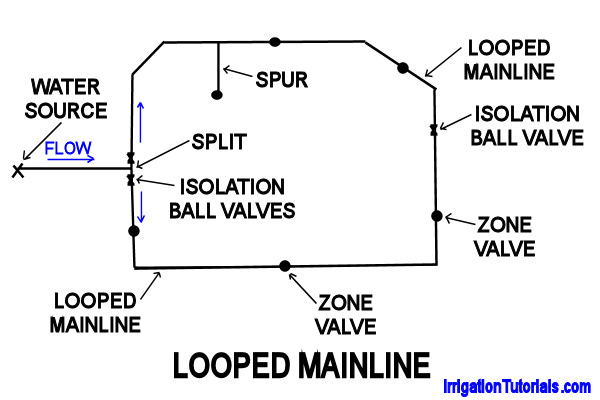 LOOPED
MAINLINE
SPUR
WATER
SOURCE
ISOLATION
BALL VALVE
FLOW
SPLIT
ISOLATION
BALL VALVES
ZONE
VALVE
LOOPED
MAINLINE
ZONE
VALVE
LOOPED MAINLINE
IrrigationTutorials.com